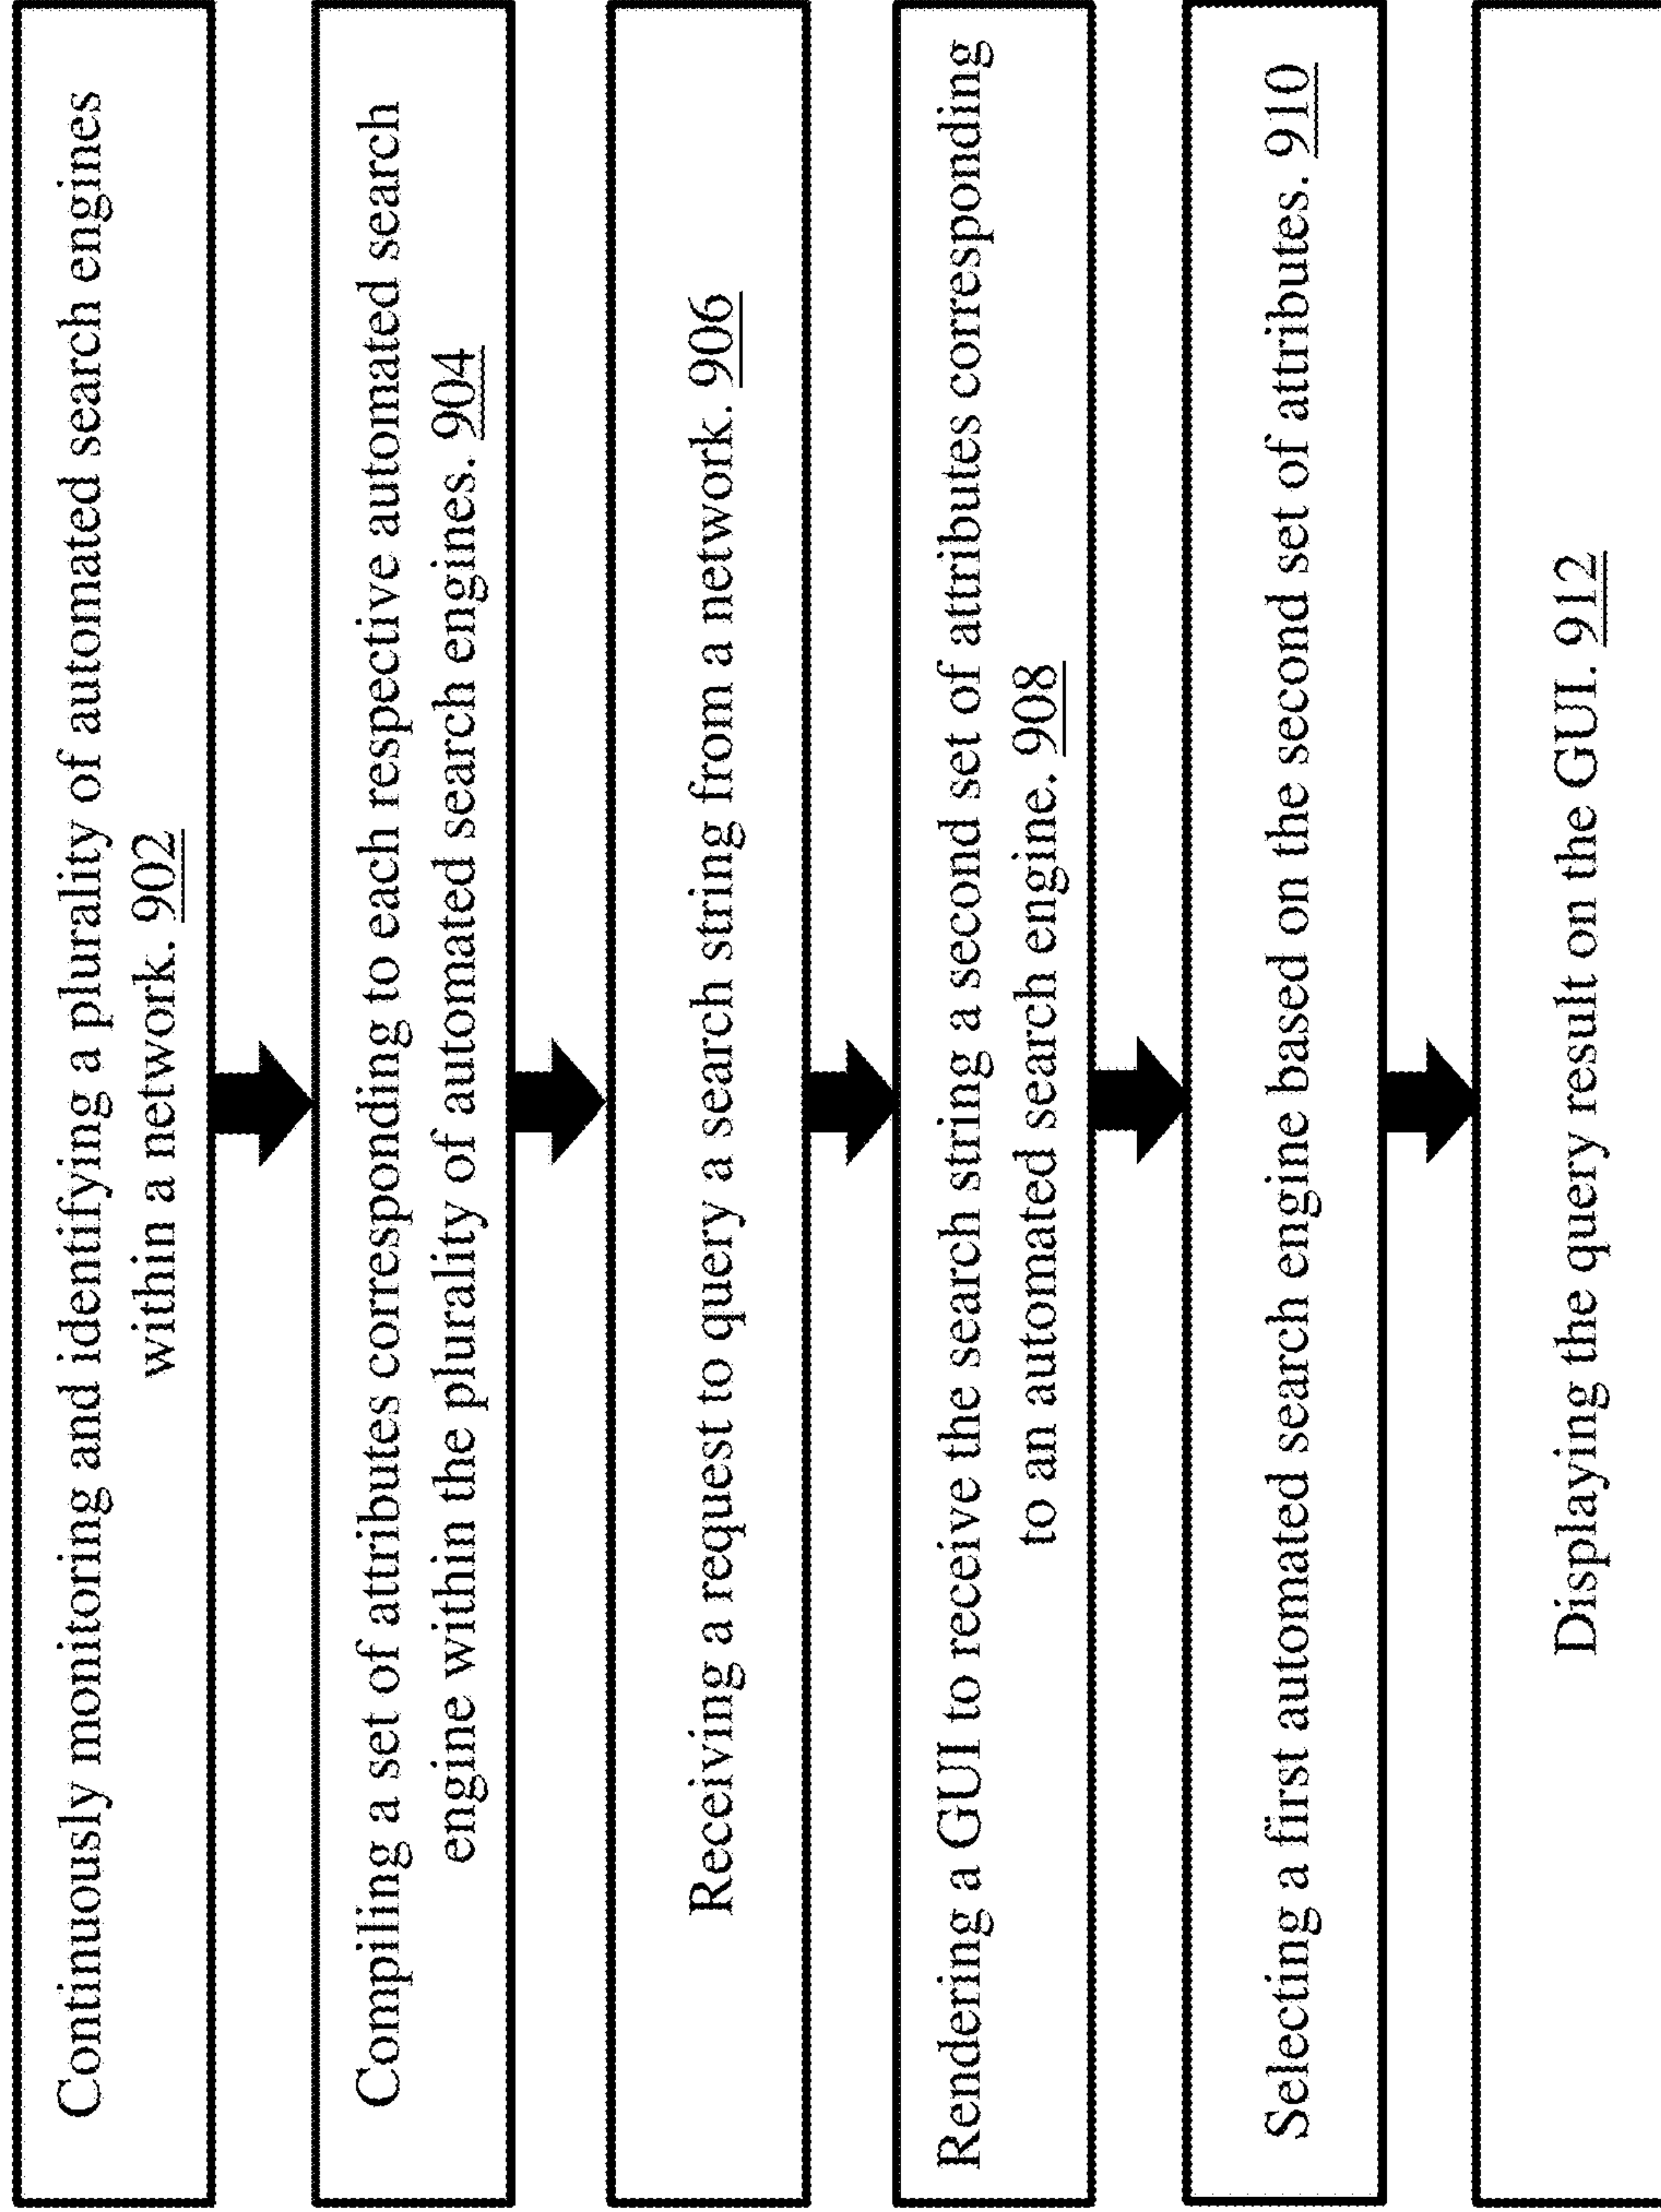 Continuously monitoring and identifying a plurality of automated search engines
within a network. 902
Compiling a set of attributes corresponding to each respective automated search
engine within the plurality of automated search engines. 904
Receiving a request to query a search string from a network. 906
Rendering a GUI to receive the search string a second set of attributes corresponding
to an automated search engine. 908
Selecting a first automated search engine based on the second set of attributes. 910
Displaying the query result on the GUI. 912